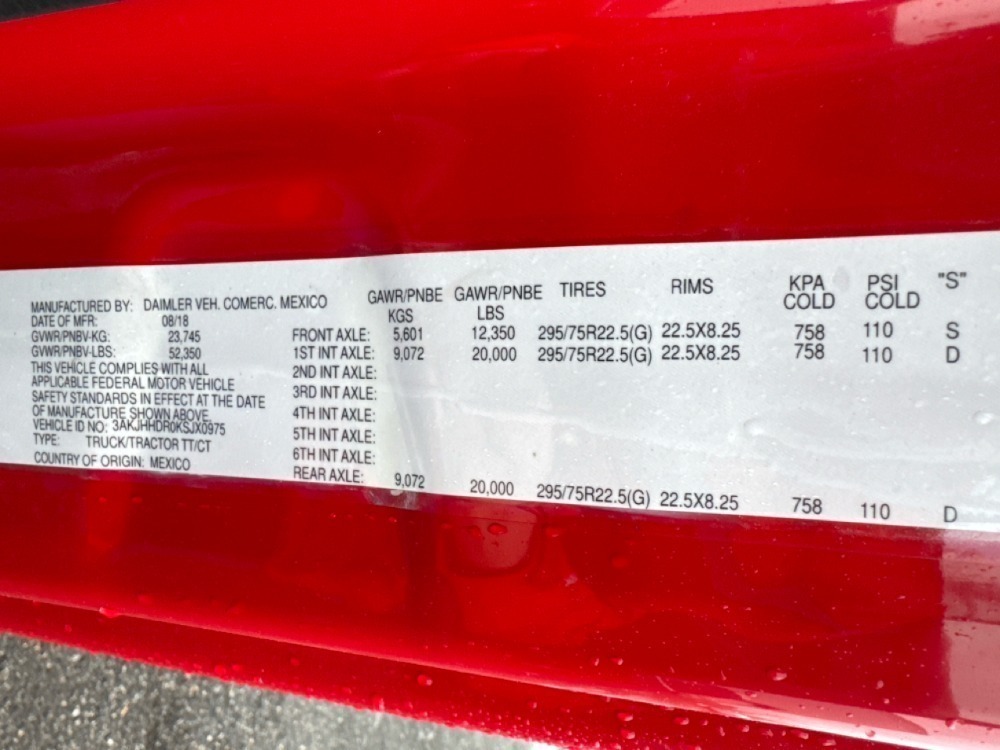 MANUFACTURED BY: DAIMLER VEH. COMERC. MEXICO
DATE OF MFR: 08/18
GVWR/PNBV-KG: 23,745
GVWR/PNBV-LBS: 52,350
THIS VEHICLE COMPLIES WITH ALL
APPLICABLE FEDERAL MOTOR VEHICLE
SAFETY STANDARDS IN EFFECT AT THE DATE
OF MANUFACTURE SHOWN ABOVE.
VEHICLE ID NO: 3AKJHHDR0KSJX0975
TYPE: TRUCK/TRACTOR TT/CT
COUNTRY OF ORIGIN: MEXICO
GAWR/PNBE KGS GAWR/PNBE LBS TIRES RIMS KPA COLD PSI COLD "S"
FRONT AXLE: 5,601 12,350 295/75R22.5(G) 22.5X8.25 758 110 S
1ST INT AXLE: 9,072 20,000 295/75R22.5(G) 22.5X8.25 758 110 D
2ND INT AXLE:
3RD INT AXLE:
4TH INT AXLE:
5TH INT AXLE:
6TH INT AXLE:
REAR AXLE: 9,072 20,000 295/75R22.5(G) 22.5X8.25 758 110 D